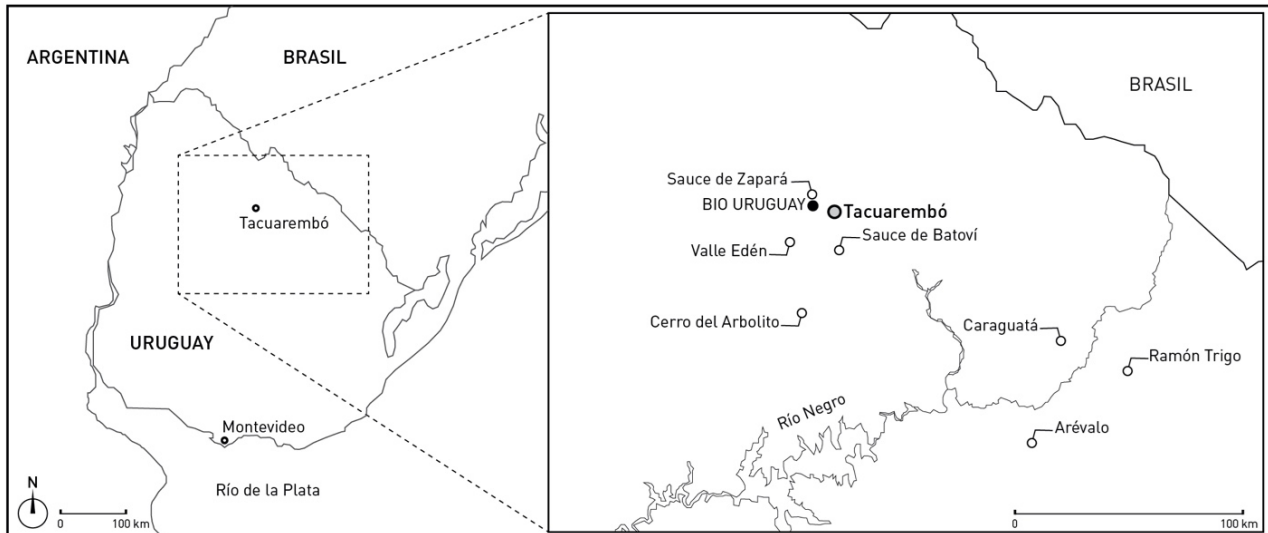 ARGENTINA
BRASIL
Tacuarembó
URUGUAY
Montevideo
Río de la Plata
N
0 100 km
BRASIL
Sauce de Zapará
BIO URUGUAY
Tacuarembó
Valle Edén
Sauce de Batoví
Cerro del Arbolito
Caraguatá
Ramón Trigo
Río Negro
Arévalo
0 100 km